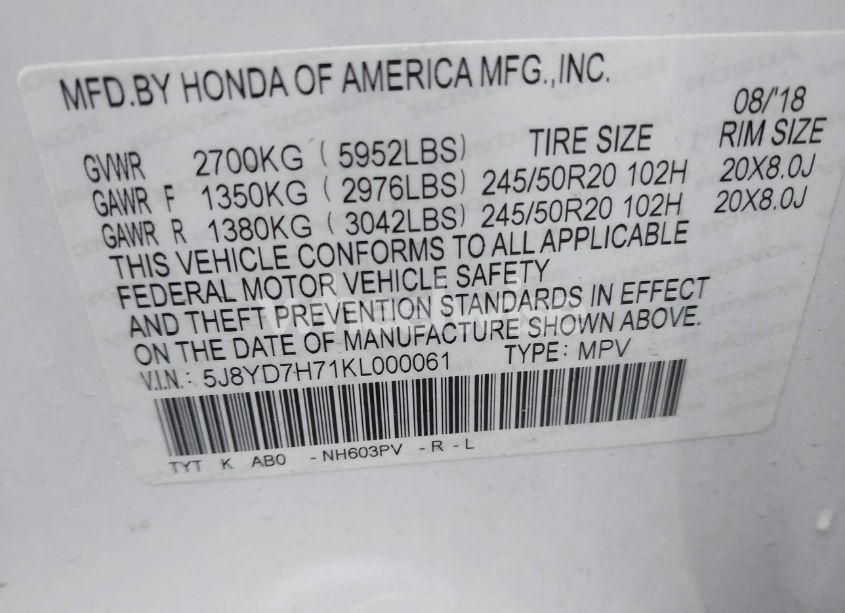 MFD.BY HONDA OF AMERICA MFG.,INC.
08/'18
GVWR 2700KG ( 5952LBS) TIRE SIZE RIM SIZE
GAWR F 1350KG ( 2976LBS) 245/50R20 102H 20X8.0J
GAWR R 1380KG ( 3042LBS) 245/50R20 102H 20X8.0J
THIS VEHICLE CONFORMS TO ALL APPLICABLE
FEDERAL MOTOR VEHICLE SAFETY
AND THEFT PREVENTION STANDARDS IN EFFECT
ON THE DATE OF MANUFACTURE SHOWN ABOVE.
V.I.N.: 5J8YD7H71KL000061 TYPE: MPV
TYT K AB0 -NH603PV -R -L